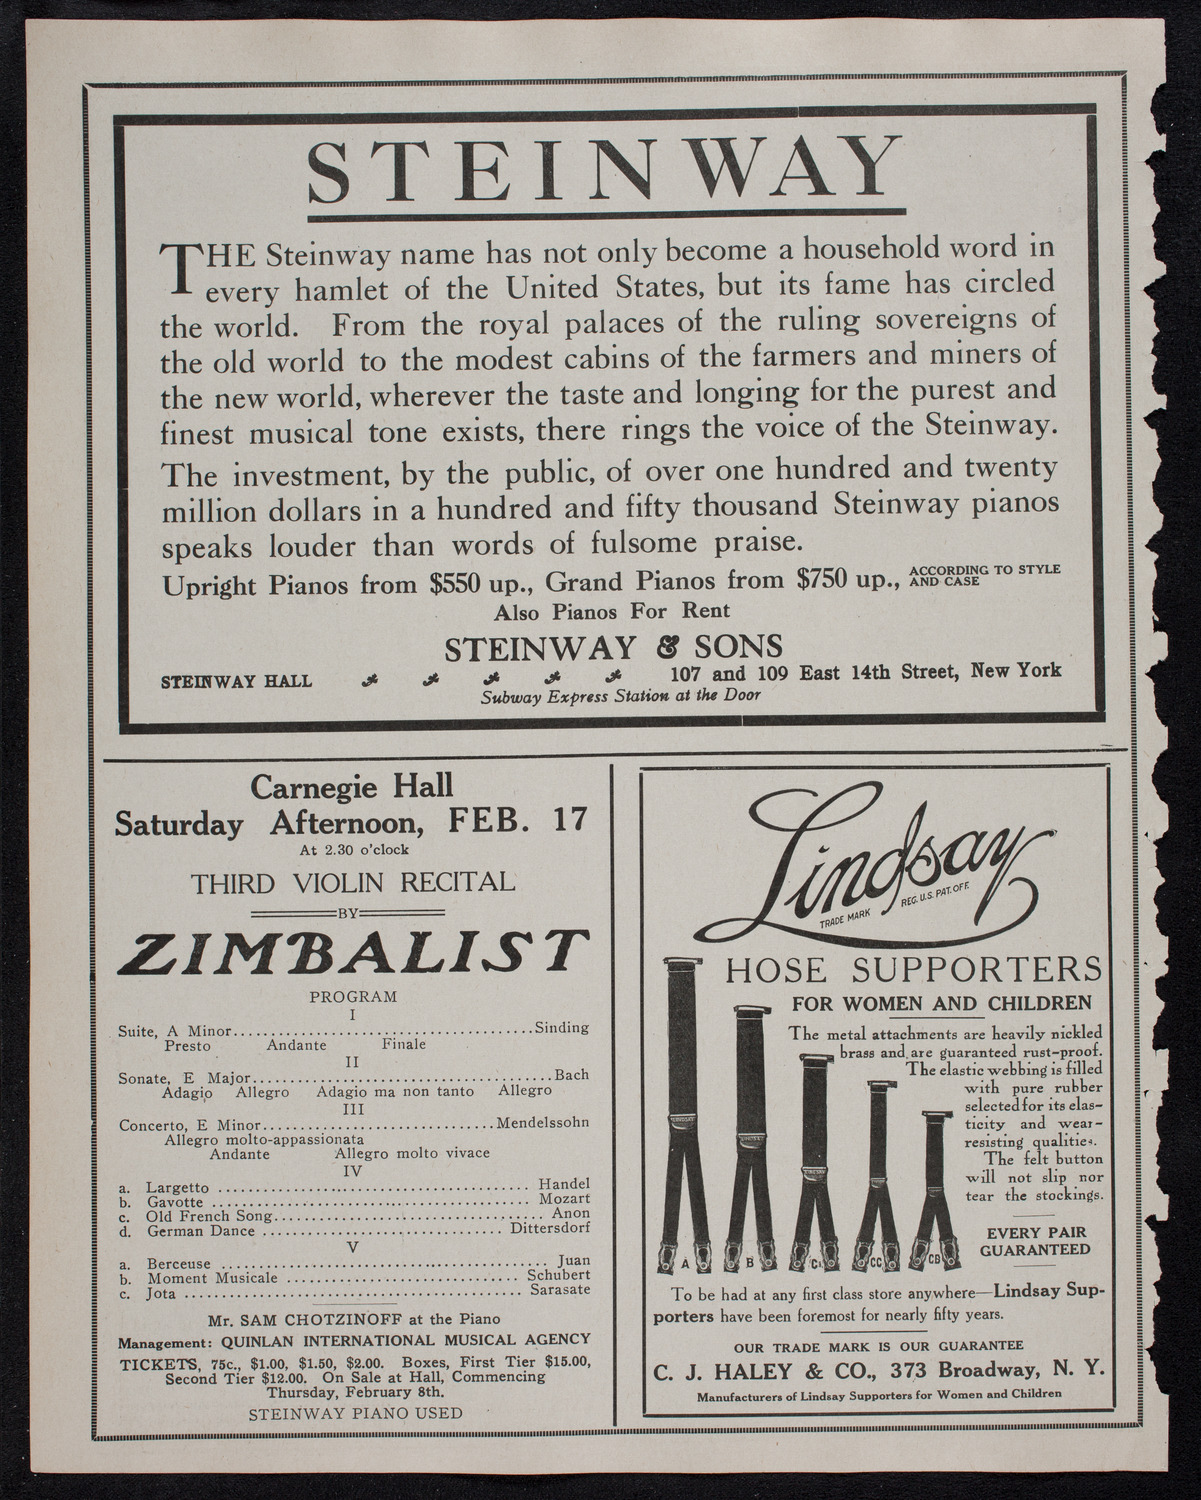 STEINWAY
THE Steinway name has not only become a household word in
every hamlet of the United States, but its fame has circled
the world. From the royal palaces of the ruling sovereigns of
the old world to the modest cabins of the farmers and miners of
the new world, wherever the taste and longing for the purest and
finest musical tone exists, there rings the voice of the Steinway.
The investment, by the public, of over one hundred and twenty
million dollars in a hundred and fifty thousand Steinway pianos
speaks louder than words of fulsome praise.
Upright Pianos from $550 up., Grand Pianos from $750 up., ACCORDING TO STYLE AND CASE
Also Pianos For Rent
STEINWAY & SONS
STEINWAY HALL 107 and 109 East 14th Street, New York
Subway Express Station at the Door
Carnegie Hall
Saturday Afternoon, FEB. 17
At 2.30 o'clock
THIRD VIOLIN RECITAL
BY
ZIMBALIST
PROGRAM
I
Suite, A Minor....................................Sinding
Presto Andante Finale
II
Sonate, E Major....................................Bach
Adagio Allegro Adagio ma non tanto Allegro
III
Concerto, E Minor...............................Mendelssohn
Allegro molto-appassionata
Andante Allegro molto vivace
IV
a. Largetto ..................................... Handel
b. Gavotte ...................................... Mozart
c. Old French Song................................ Anon
d. German Dance ............................. Dittersdorf
V
a. Berceuse ....................................... Juan
b. Moment Musicale ............................ Schubert
c. Jota ........................................ Sarasate
Mr. SAM CHOTZINOFF at the Piano
Management: QUINLAN INTERNATIONAL MUSICAL AGENCY
TICKETS, 75c., $1.00, $1.50, $2.00. Boxes, First Tier $15.00,
Second Tier $12.00. On Sale at Hall, Commencing
Thursday, February 8th.
STEINWAY PIANO USED
Lindsay
TRADE MARK REG. U.S. PAT. OFF.
HOSE SUPPORTERS
FOR WOMEN AND CHILDREN
The metal attachments are heavily nickled
brass and are guaranteed rust-proof.
The elastic webbing is filled
with pure rubber
selected for its elas-
ticity and wear-
resisting qualities.
The felt button
will not slip nor
tear the stockings.
EVERY PAIR
GUARANTEED
LINDSAY
LINDSAY
LINDSAY
A B C CC CB
To be had at any first class store anywhere—Lindsay Sup-
porters have been foremost for nearly fifty years.
OUR TRADE MARK IS OUR GUARANTEE
C. J. HALEY & CO., 373 Broadway, N. Y.
Manufacturers of Lindsay Supporters for Women and Children